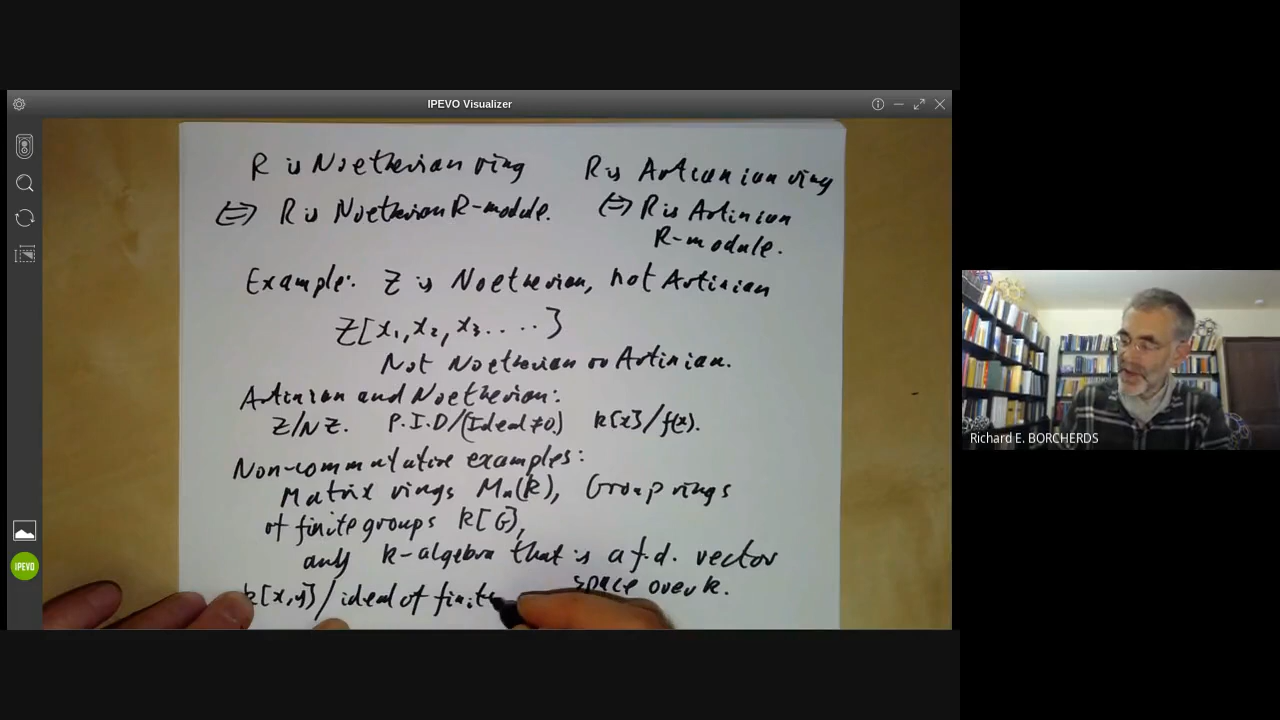 IPEVO Visualizer
R is Noetherian ring
⇔ R is Noetherian R-module.
R is Artinian ring
⇔ R is Artinian
R-module.
Example: Z is Noetherian, not Artinian
Z[x₁, x₂, x₃....]
Not Noetherian or Artinian.
Artinian and Noetherian:
Z/NZ. P.I.D/(Ideal ≠0.) k[x]/f(x).
Non-commutative examples:
Matrix rings Mₙ(k), Group rings
of finite groups k[G],
any k-algebra that is a f.d. vector
space over k.
k[x,y]/ideal of finite
IPEVO
Richard E. BORCHERDS